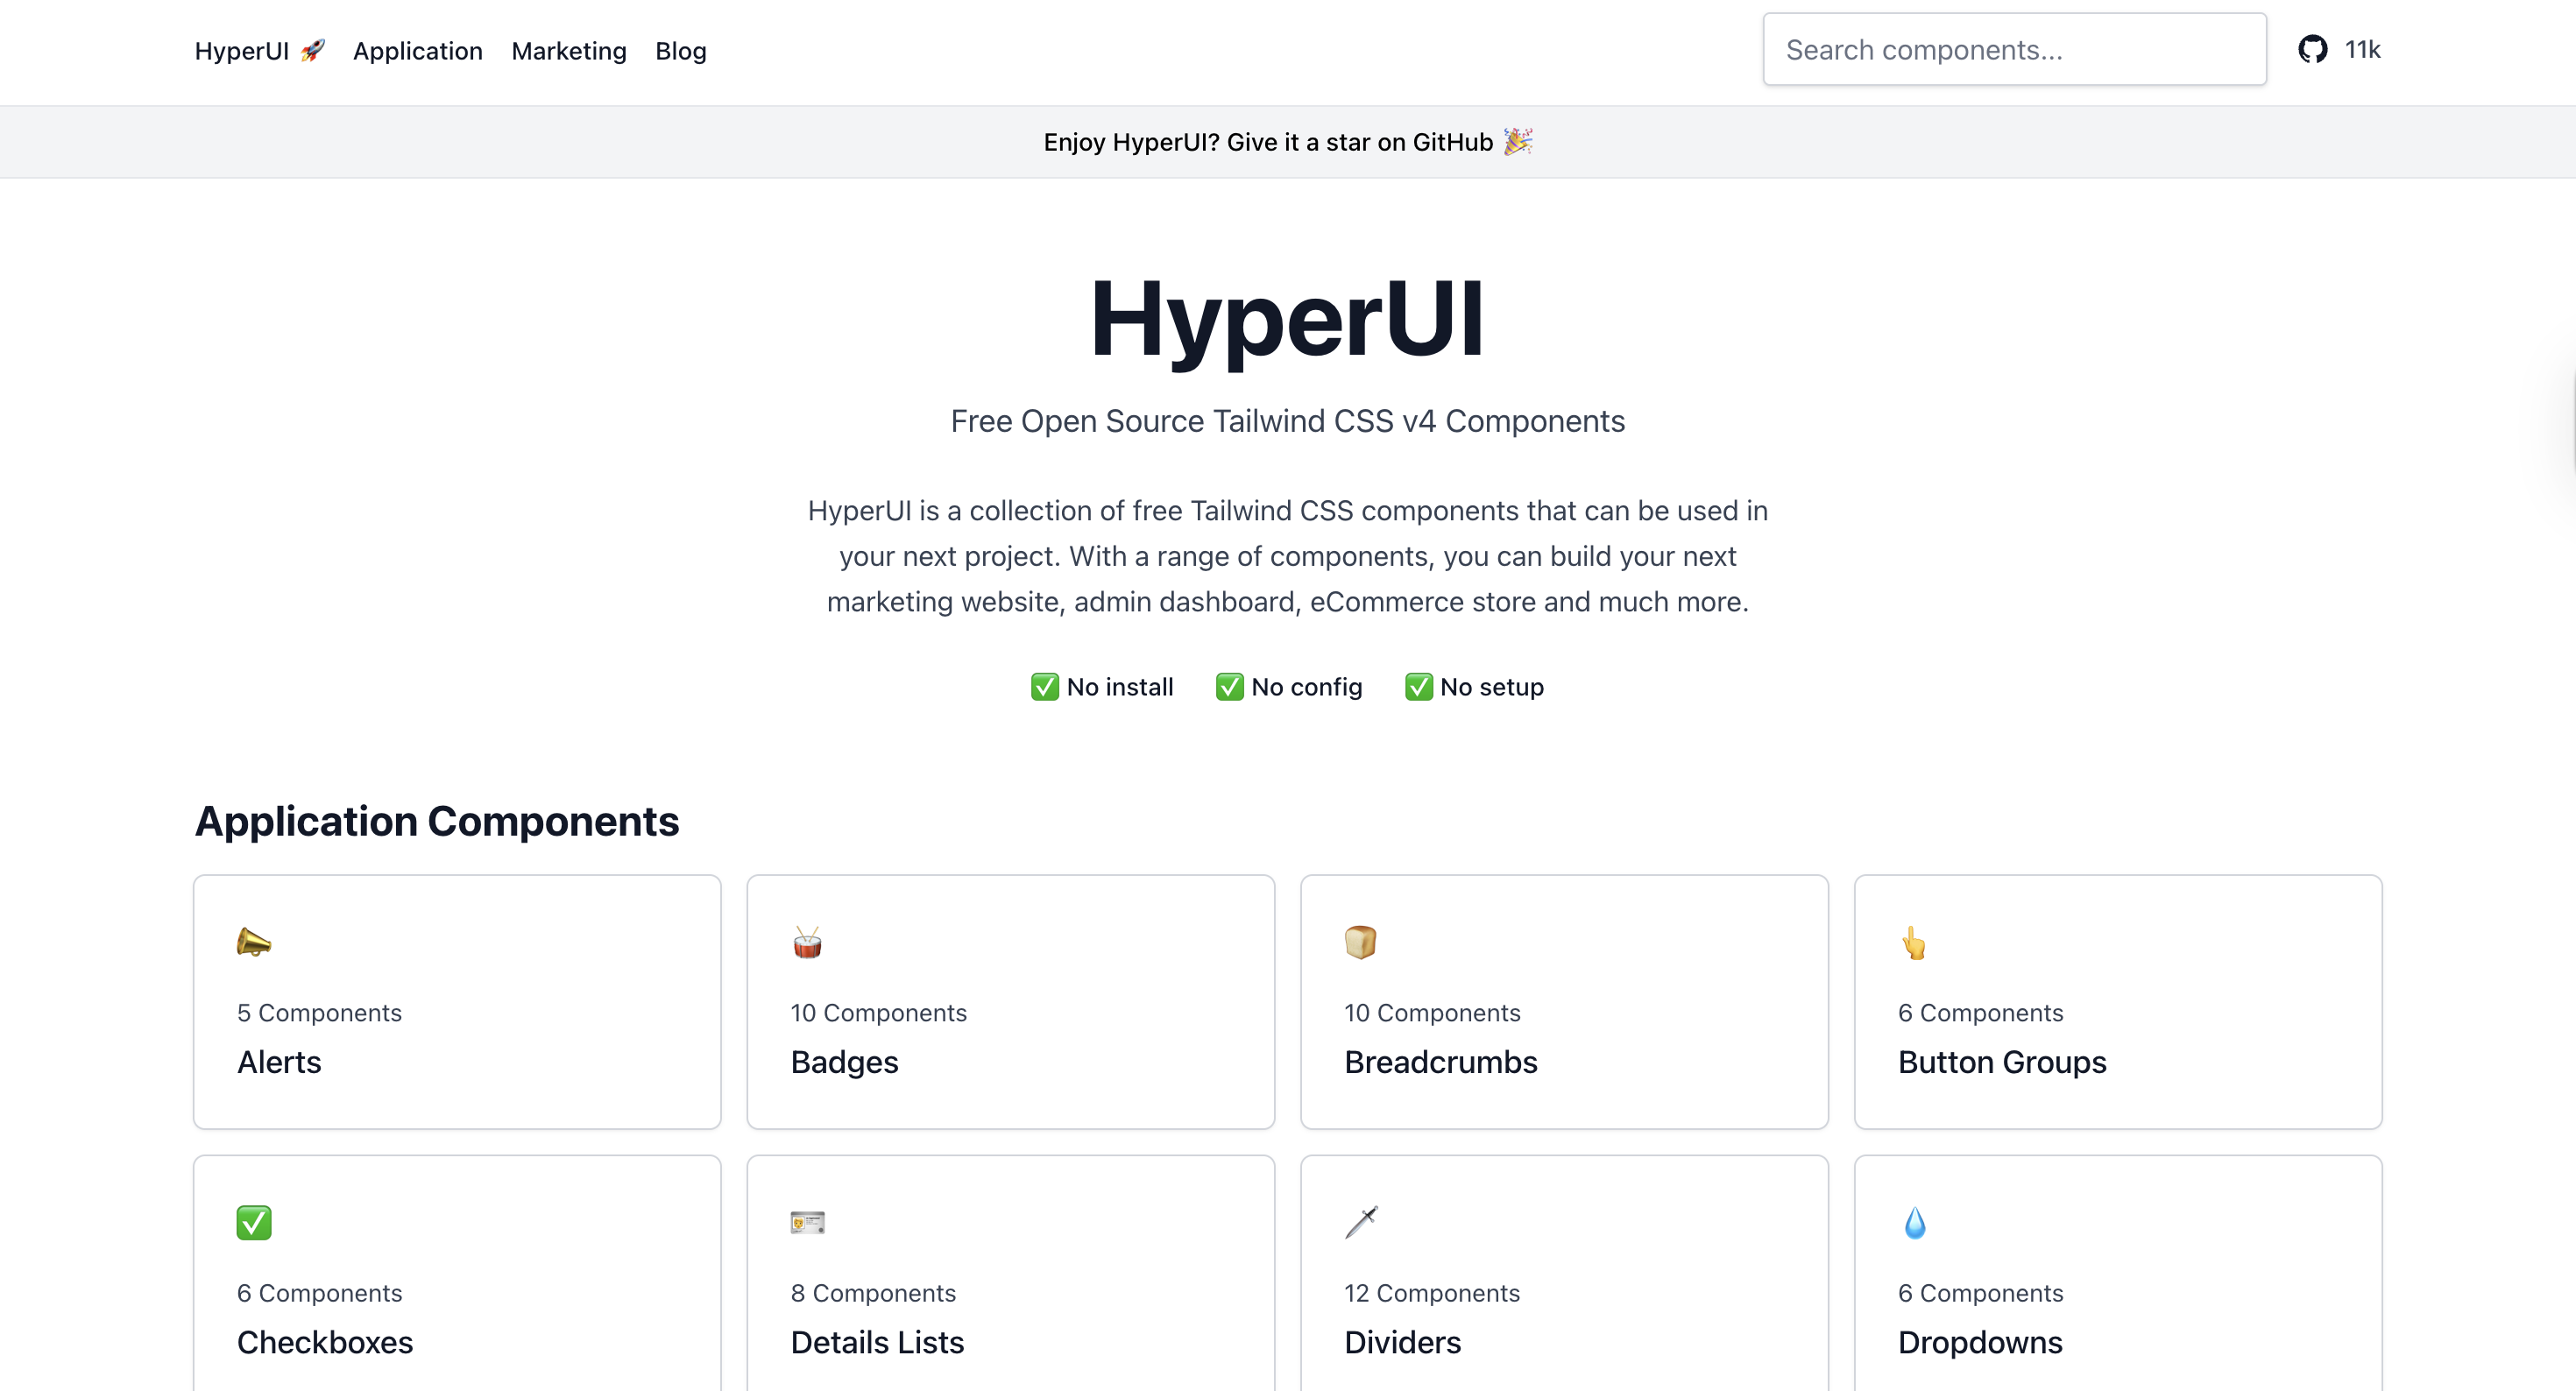 HyperUI 🚀 Application Marketing Blog Search components... 11k
Enjoy HyperUI? Give it a star on GitHub 🎉
HyperUI
Free Open Source Tailwind CSS v4 Components
HyperUI is a collection of free Tailwind CSS components that can be used in
your next project. With a range of components, you can build your next
marketing website, admin dashboard, eCommerce store and much more.
✅ No install ✅ No config ✅ No setup
Application Components
5 Components
Alerts
10 Components
Badges
10 Components
Breadcrumbs
6 Components
Button Groups
6 Components
Checkboxes
8 Components
Details Lists
12 Components
Dividers
6 Components
Dropdowns